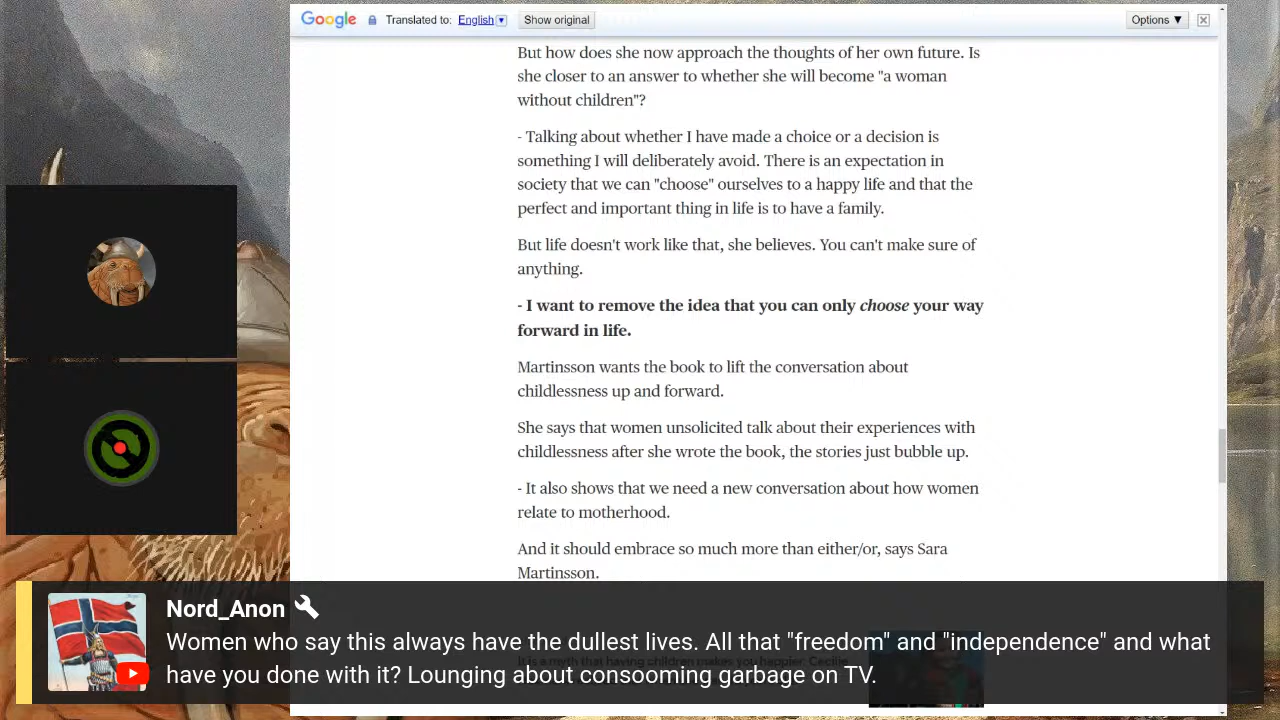 Google Translated to: English Show original Options ▼
But how does she now approach the thoughts of her own future. Is
she closer to an answer to whether she will become "a woman
without children"?
- Talking about whether I have made a choice or a decision is
something I will deliberately avoid. There is an expectation in
society that we can "choose" ourselves to a happy life and that the
perfect and important thing in life is to have a family.
But life doesn't work like that, she believes. You can't make sure of
anything.
- I want to remove the idea that you can only choose your way
forward in life.
Martinsson wants the book to lift the conversation about
childlessness up and forward.
She says that women unsolicited talk about their experiences with
childlessness after she wrote the book, the stories just bubble up.
- It also shows that we need a new conversation about how women
relate to motherhood.
And it should embrace so much more than either/or, says Sara
Martinsson.
Nord_Anon
Women who say this always have the dullest lives. All that "freedom" and "independence" and what
It is a myth that having children makes you happier. Cecilie
have you done with it? Lounging about consooming garbage on TV.